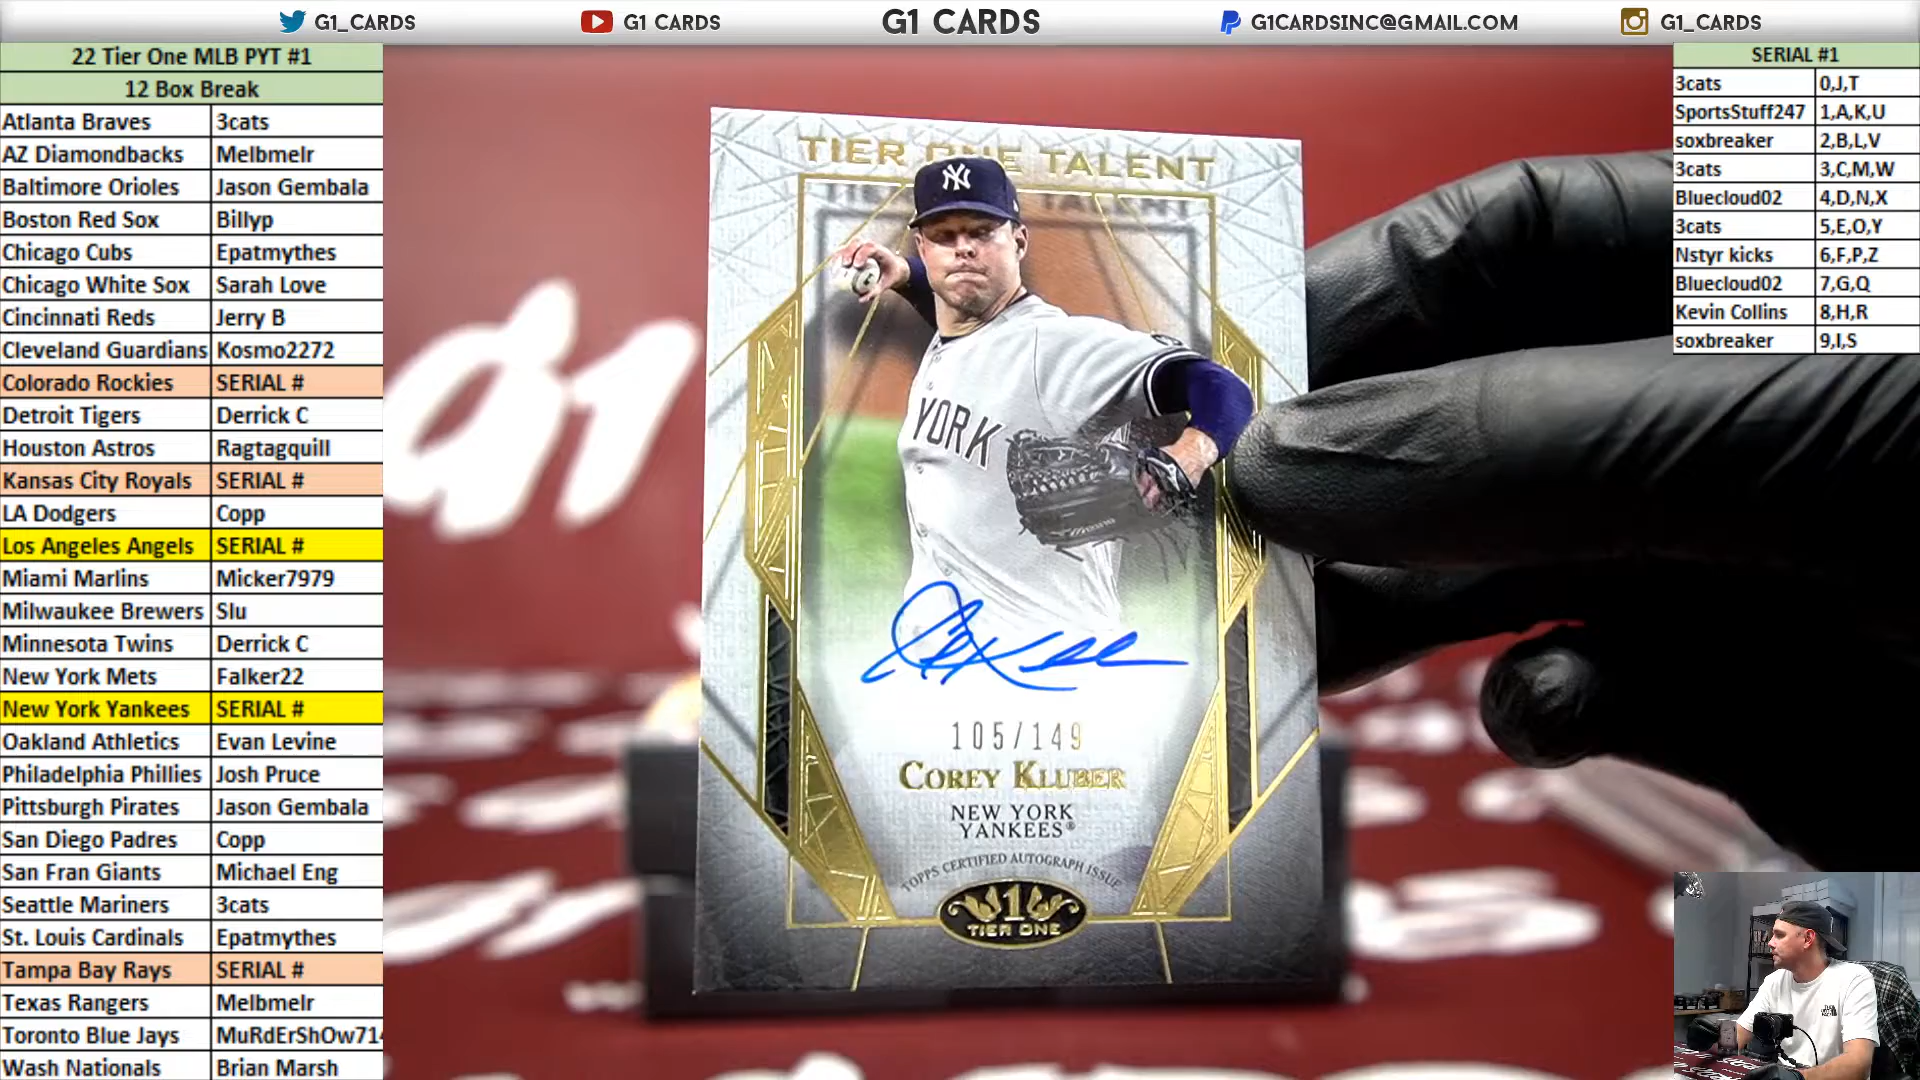 G1_CARDS
G1 CARDS
G1 CARDS
G1CARDSINC@GMAIL.COM
G1_CARDS
22 Tier One MLB PYT #1
12 Box Break
Atlanta Braves 3cats
AZ Diamondbacks Melbmelr
Baltimore Orioles Jason Gembala
Boston Red Sox Billyp
Chicago Cubs Epatmythes
Chicago White Sox Sarah Love
Cincinnati Reds Jerry B
Cleveland Guardians Kosmo2272
Colorado Rockies SERIAL #
Detroit Tigers Derrick C
Houston Astros Ragtagquill
Kansas City Royals SERIAL #
LA Dodgers Copp
Los Angeles Angels SERIAL #
Miami Marlins Micker7979
Milwaukee Brewers Slu
Minnesota Twins Derrick C
New York Mets Falker22
New York Yankees SERIAL #
Oakland Athletics Evan Levine
Philadelphia Phillies Josh Pruce
Pittsburgh Pirates Jason Gembala
San Diego Padres Copp
San Fran Giants Michael Eng
Seattle Mariners 3cats
St. Louis Cardinals Epatmythes
Tampa Bay Rays SERIAL #
Texas Rangers Melbmelr
Toronto Blue Jays MuRdErShOw714
Wash Nationals Brian Marsh
TIER ONE TALENT
NY
YORK
105/149
COREY KLUBER
NEW YORK
YANKEES®
TOPPS CERTIFIED AUTOGRAPH ISSUE
1
TIER ONE
SERIAL #1
3cats 0,J,T
SportsStuff247 1,A,K,U
soxbreaker 2,B,L,V
3cats 3,C,M,W
Bluecloud02 4,D,N,X
3cats 5,E,O,Y
Nstyr kicks 6,F,P,Z
Bluecloud02 7,G,Q
Kevin Collins 8,H,R
soxbreaker 9,I,S